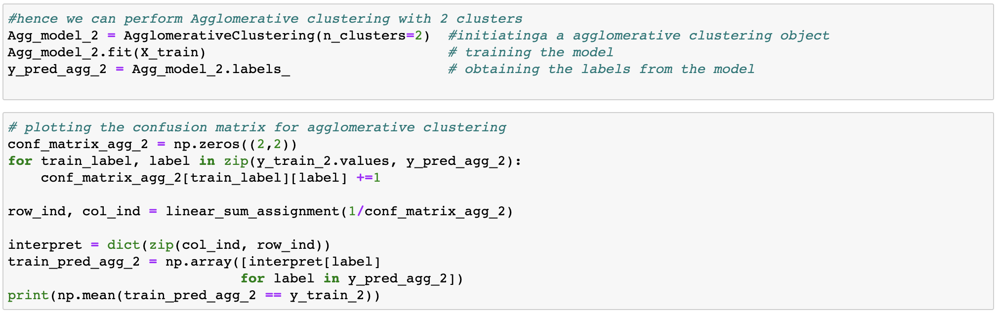 #hence we can perform Agglomerative clustering with 2 clusters
Agg_model_2 = AgglomerativeClustering(n_clusters=2)  #initiatinga a agglomerative clustering object
Agg_model_2.fit(X_train)                             # training the model
y_pred_agg_2 = Agg_model_2.labels_                   # obtaining the labels from the model
# plotting the confusion matrix for agglomerative clustering
conf_matrix_agg_2 = np.zeros((2,2))
for train_label, label in zip(y_train_2.values, y_pred_agg_2):
    conf_matrix_agg_2[train_label][label] +=1
row_ind, col_ind = linear_sum_assignment(1/conf_matrix_agg_2)
interpret = dict(zip(col_ind, row_ind))
train_pred_agg_2 = np.array([interpret[label]
                            for label in y_pred_agg_2])
print(np.mean(train_pred_agg_2 == y_train_2))